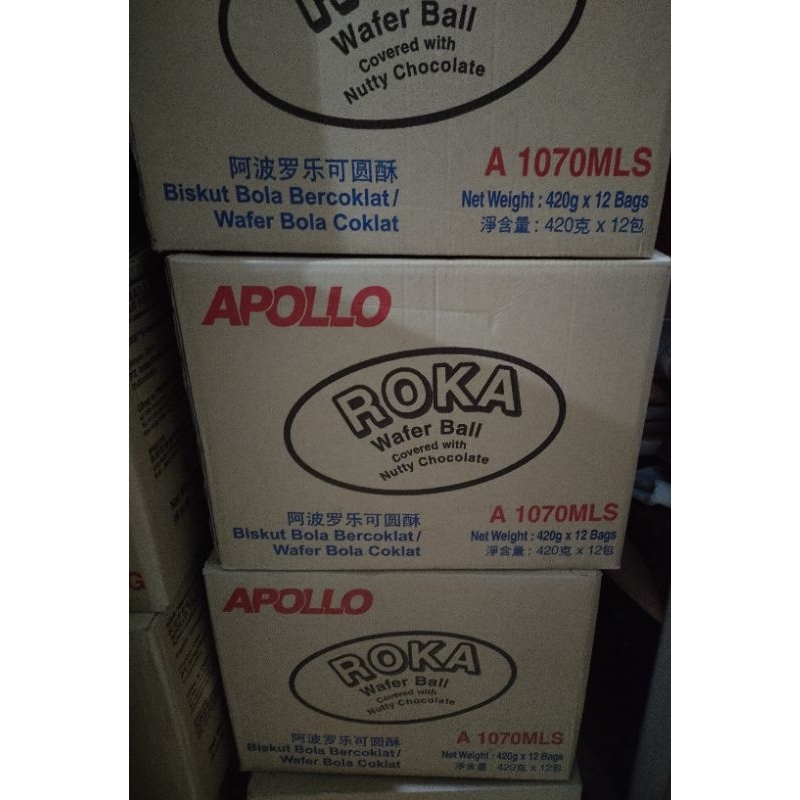 Wafer Ball
Covered with
Nutty Chocolate
阿波罗乐可圆酥
Biskut Bola Bercoklat/
Wafer Bola Coklat
A 1070MLS
Net Weight : 420g x 12 Bags
淨含量 : 420克 x 12包
APOLLO
ROKA
Wafer Ball
Covered with
Nutty Chocolate
阿波罗乐可圆酥
Biskut Bola Bercoklat/
Wafer Bola Coklat
A 1070MLS
Net Weight : 420g x 12 Bags
淨含量 : 420克 x 12包
APOLLO
ROKA
Wafer Ball
Covered with
Nutty Chocolate
阿波罗乐可圆酥
Biskut Bola Bercoklat/
Wafer Bola Coklat
A 1070MLS
Net Weight : 420g x 12 Bags
淨含量 : 420克 x 12包